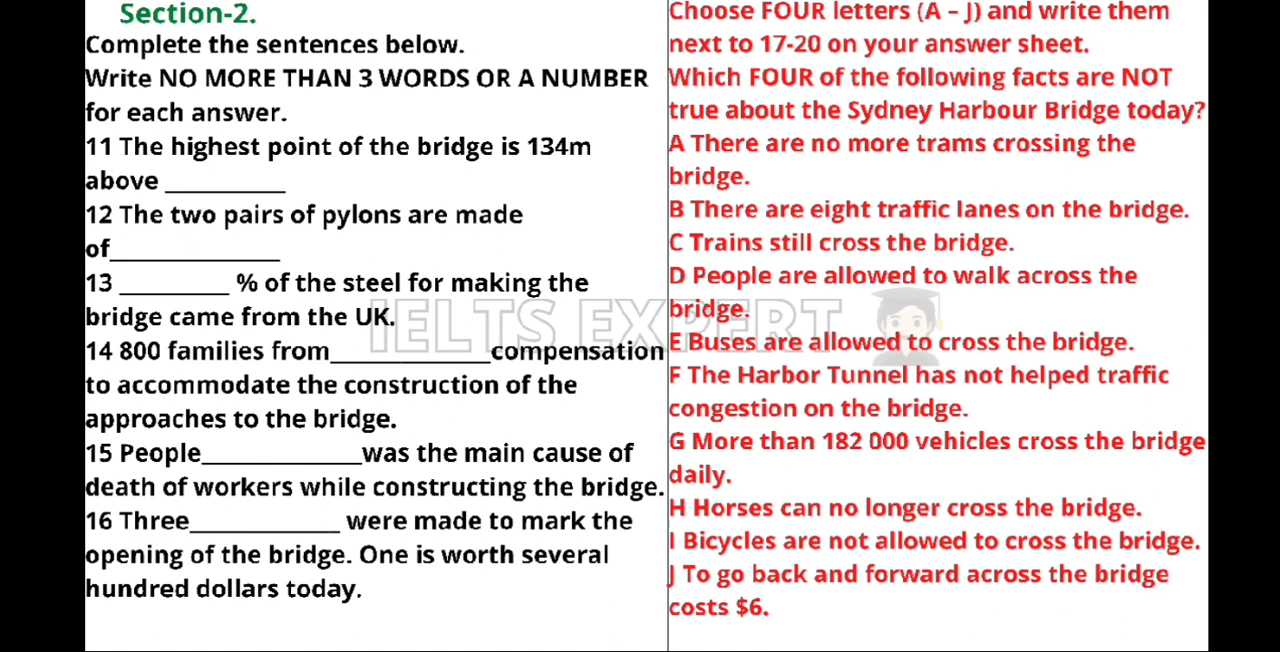 Section-2.
Complete the sentences below.
Write NO MORE THAN 3 WORDS OR A NUMBER
for each answer.
11 The highest point of the bridge is 134m
above ___________
12 The two pairs of pylons are made
of________________
13 __________ % of the steel for making the
bridge came from the UK.
14 800 families from_______________compensation
to accommodate the construction of the
approaches to the bridge.
15 People_______________was the main cause of
death of workers while constructing the bridge.
16 Three______________ were made to mark the
opening of the bridge. One is worth several
hundred dollars today.
Choose FOUR letters (A – J) and write them
next to 17-20 on your answer sheet.
Which FOUR of the following facts are NOT
true about the Sydney Harbour Bridge today?
A There are no more trams crossing the
bridge.
B There are eight traffic lanes on the bridge.
C Trains still cross the bridge.
D People are allowed to walk across the
bridge.
E Buses are allowed to cross the bridge.
F The Harbor Tunnel has not helped traffic
congestion on the bridge.
G More than 182 000 vehicles cross the bridge
daily.
H Horses can no longer cross the bridge.
I Bicycles are not allowed to cross the bridge.
J To go back and forward across the bridge
costs $6.
IELTS EXPERT